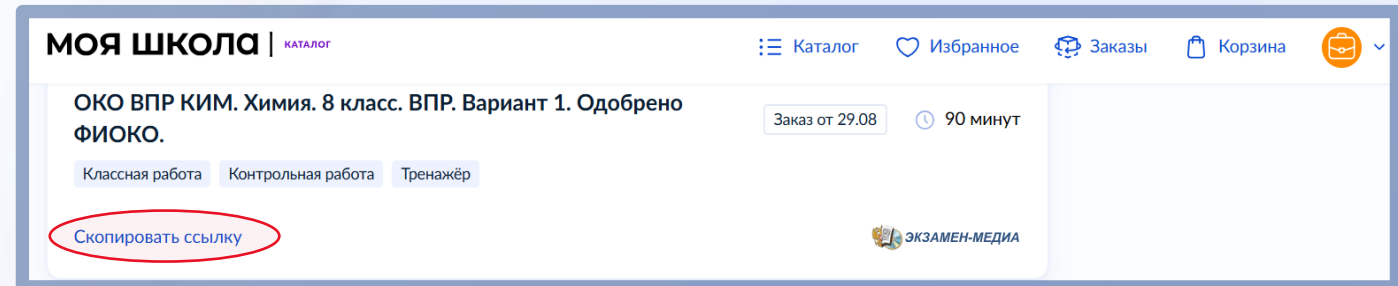 МОЯ ШКОЛА | КАТАЛОГ
Каталог Избранное Заказы Корзина
ОКО ВПР КИМ. Химия. 8 класс. ВПР. Вариант 1. Одобрено
ФИОКО.
Заказ от 29.08 90 минут
Классная работа Контрольная работа Тренажёр
Скопировать ссылку
ЭКЗАМЕН-МЕДИА